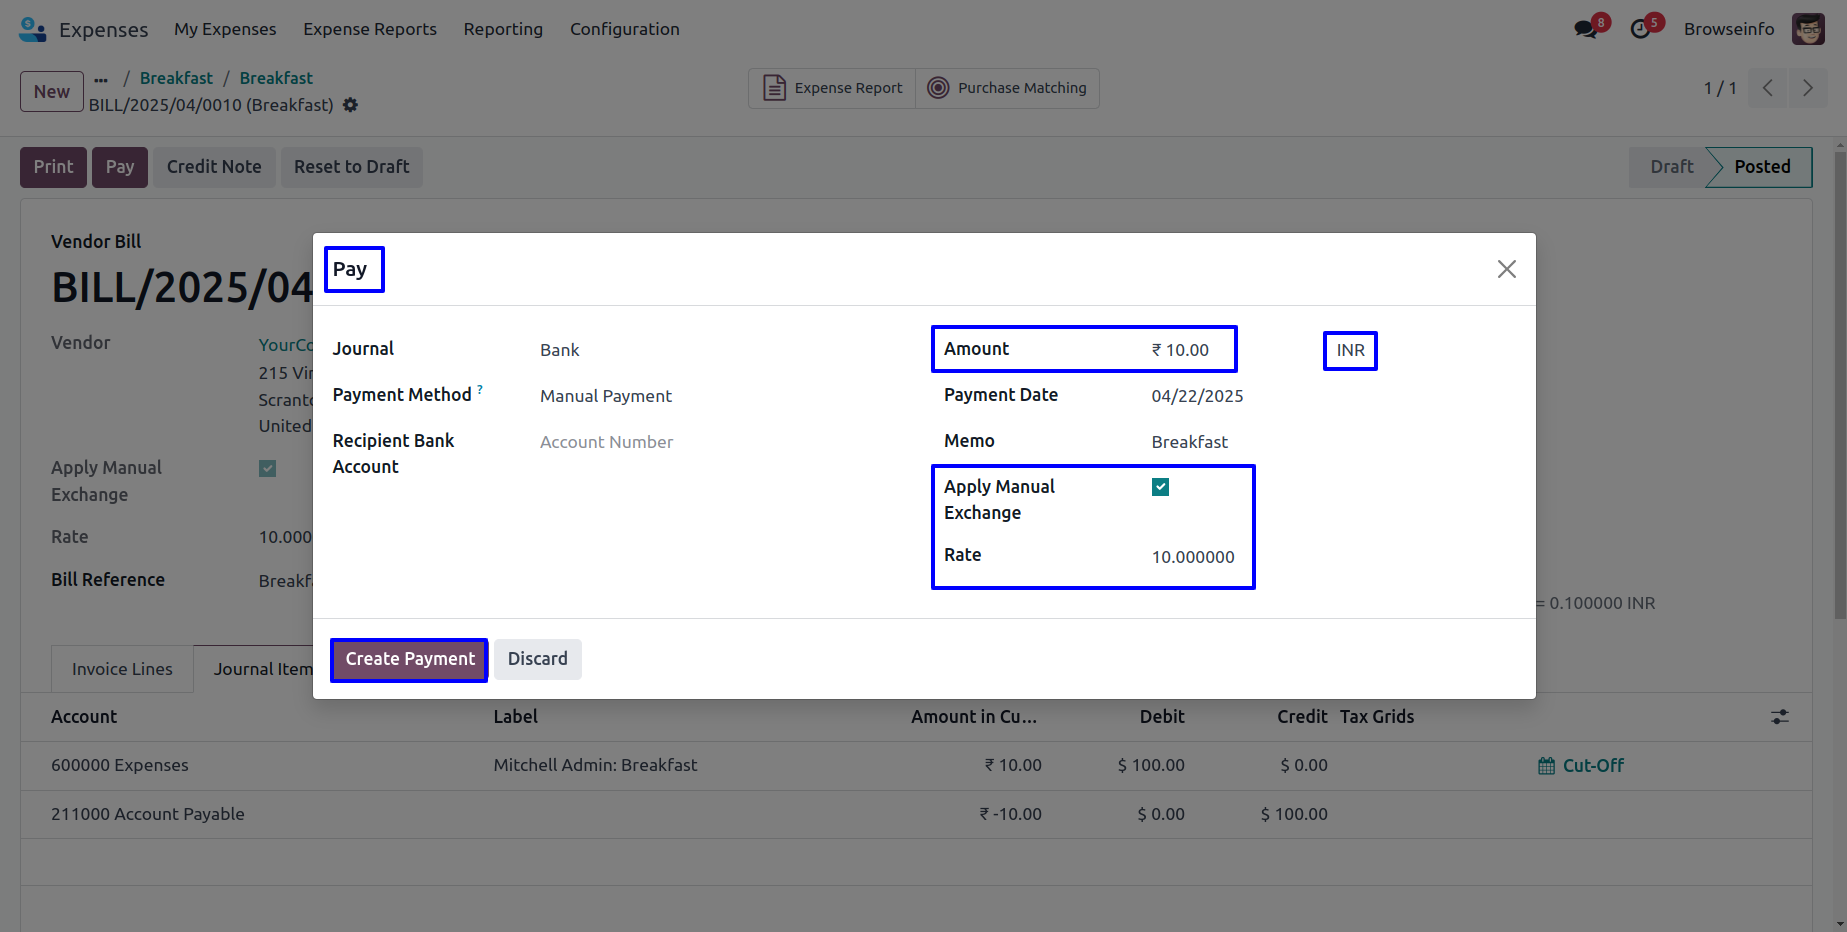 Expenses My Expenses Expense Reports Reporting Configuration 8 5 Browseinfo
New ... / Breakfast / Breakfast
BILL/2025/04/0010 (Breakfast)
Expense Report Purchase Matching 1 / 1
Print Pay Credit Note Reset to Draft Draft Posted
Vendor Bill
BILL/2025/04
Vendor YourCo
215 Vir
Scranto
United
Apply Manual
Exchange
Rate 10.000
Bill Reference Breakfa
= 0.100000 INR
Pay
Journal Bank
Payment Method ? Manual Payment
Recipient Bank
Account
Account Number
Amount ₹ 10.00 INR
Payment Date 04/22/2025
Memo Breakfast
Apply Manual
Exchange
Rate 10.000000
Create Payment Discard
Invoice Lines Journal Item
Account Label Amount in Cu... Debit Credit Tax Grids
600000 Expenses Mitchell Admin: Breakfast ₹ 10.00 $ 100.00 $ 0.00 Cut-Off
211000 Account Payable ₹ -10.00 $ 0.00 $ 100.00